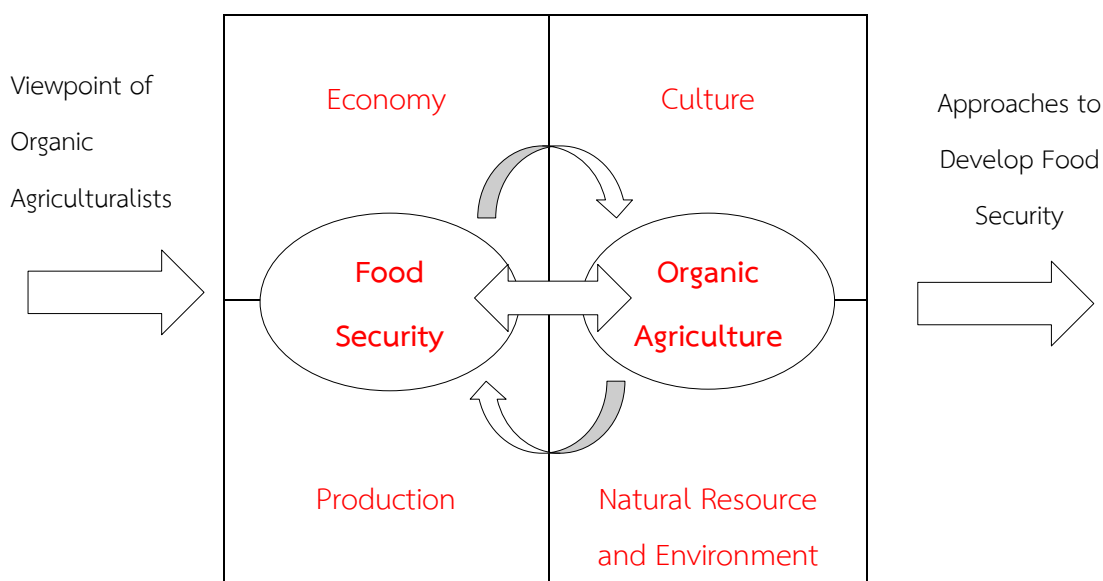 Viewpoint of
Organic
Agriculturalists
Economy
Culture
Approaches to
Develop Food
Security
Food
Security
Organic
Agriculture
Production
Natural Resource
and Environment